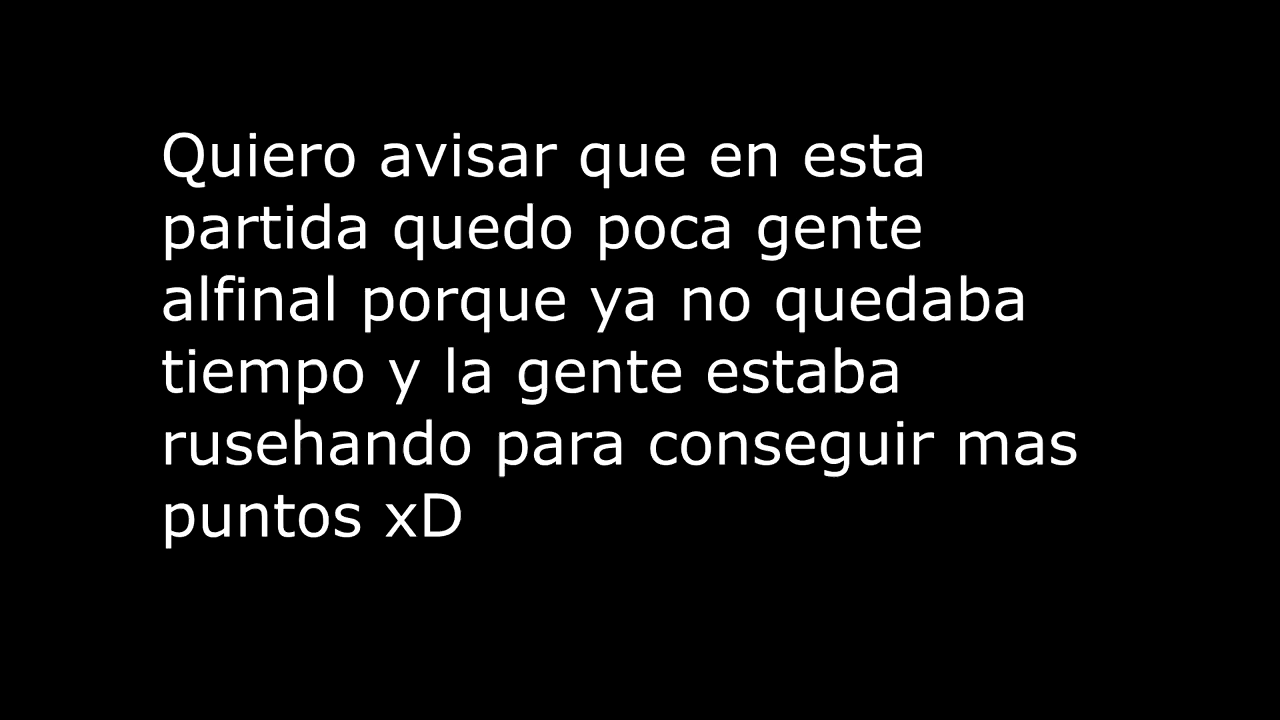 Quiero avisar que en esta
partida quedo poca gente
alfinal porque ya no quedaba
tiempo y la gente estaba
rusehando para conseguir mas
puntos xD